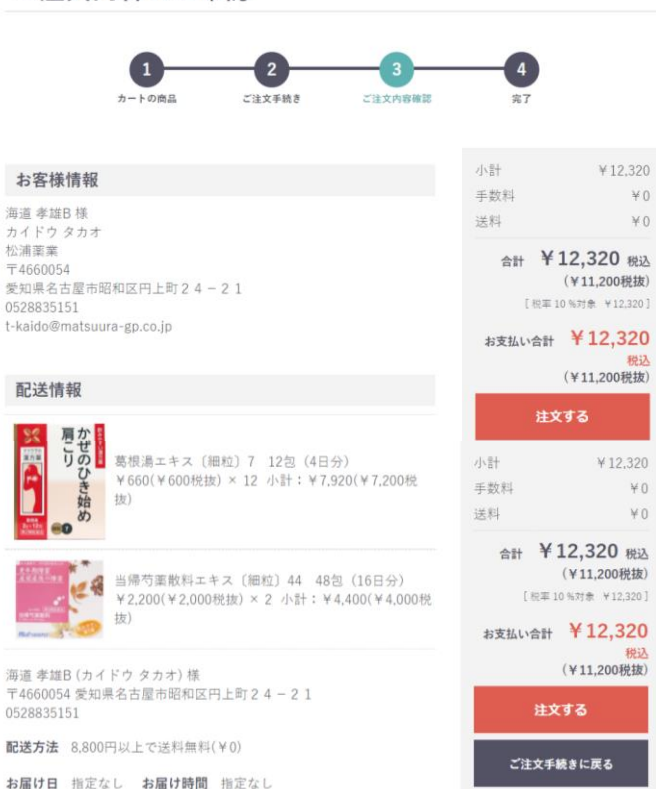 1
2
3
4
カートの商品
ご注文手続き
ご注文内容確認
完了
お客様情報
海道 孝雄B 様
カイドウ タカオ
松浦薬業
〒4660054
愛知県名古屋市昭和区円上町２４－２１
0528835151
t-kaido@matsuura-gp.co.jp
配送情報
かぜのひき始め
肩こり
葛根湯エキス〔細粒〕7　12包（4日分）
￥660(￥600税抜) × 12 小計：￥7,920(￥7,200税
抜)
当帰芍薬散料エキス〔細粒〕44　48包（16日分）
￥2,200(￥2,000税抜) × 2 小計：￥4,400(￥4,000税
抜)
海道 孝雄B (カイドウ タカオ) 様
〒4660054 愛知県名古屋市昭和区円上町２４－２１
0528835151
配送方法 8,800円以上で送料無料(￥0)
お届け日 指定なし お届け時間 指定なし
小計 ￥12,320
手数料 ￥0
送料 ￥0
合計 ￥12,320 税込
(￥11,200税抜)
[ 税率 10 %対象 ￥12,320 ]
お支払い合計 ￥12,320
税込
(￥11,200税抜)
注文する
小計 ￥12,320
手数料 ￥0
送料 ￥0
合計 ￥12,320 税込
(￥11,200税抜)
[ 税率 10 %対象 ￥12,320 ]
お支払い合計 ￥12,320
税込
(￥11,200税抜)
注文する
ご注文手続きに戻る